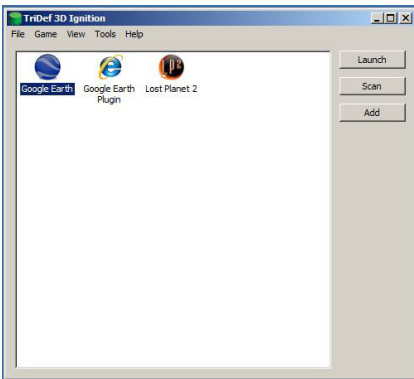 TriDef 3D Ignition
File Game View Tools Help
Launch
Scan
Add
Google Earth
Google Earth Plugin
Lost Planet 2